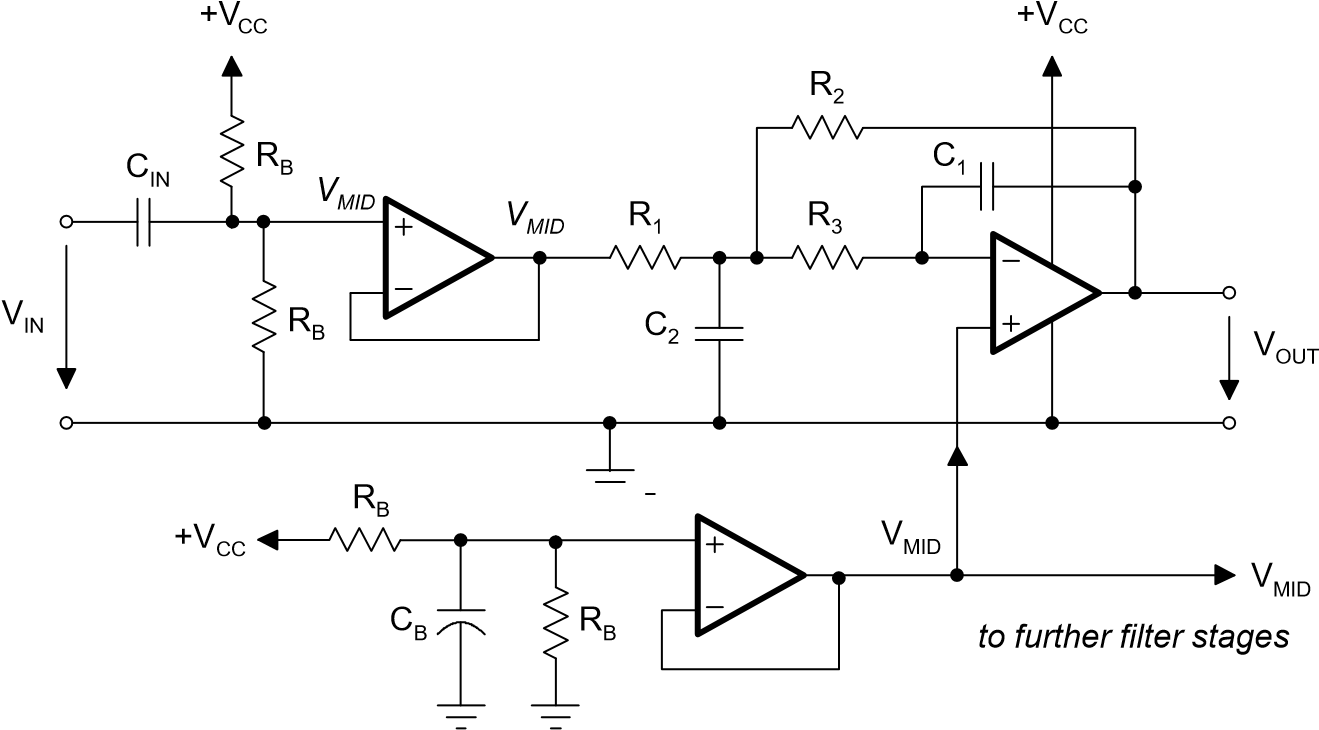 +VCC
+VCC
R2
CIN
RB
VMID
VMID
R1
R3
C1
+
−
−
+
VIN
RB
C2
VOUT
-
RB
+VCC
+
−
VMID
VMID
CB
RB
to further filter stages